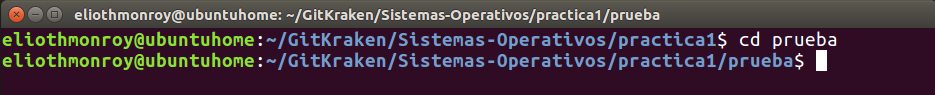 eliothmonroy@ubuntuhome: ~/GitKraken/Sistemas-Operativos/practica1/prueba
eliothmonroy@ubuntuhome:~/GitKraken/Sistemas-Operativos/practica1$ cd prueba
eliothmonroy@ubuntuhome:~/GitKraken/Sistemas-Operativos/practica1/prueba$